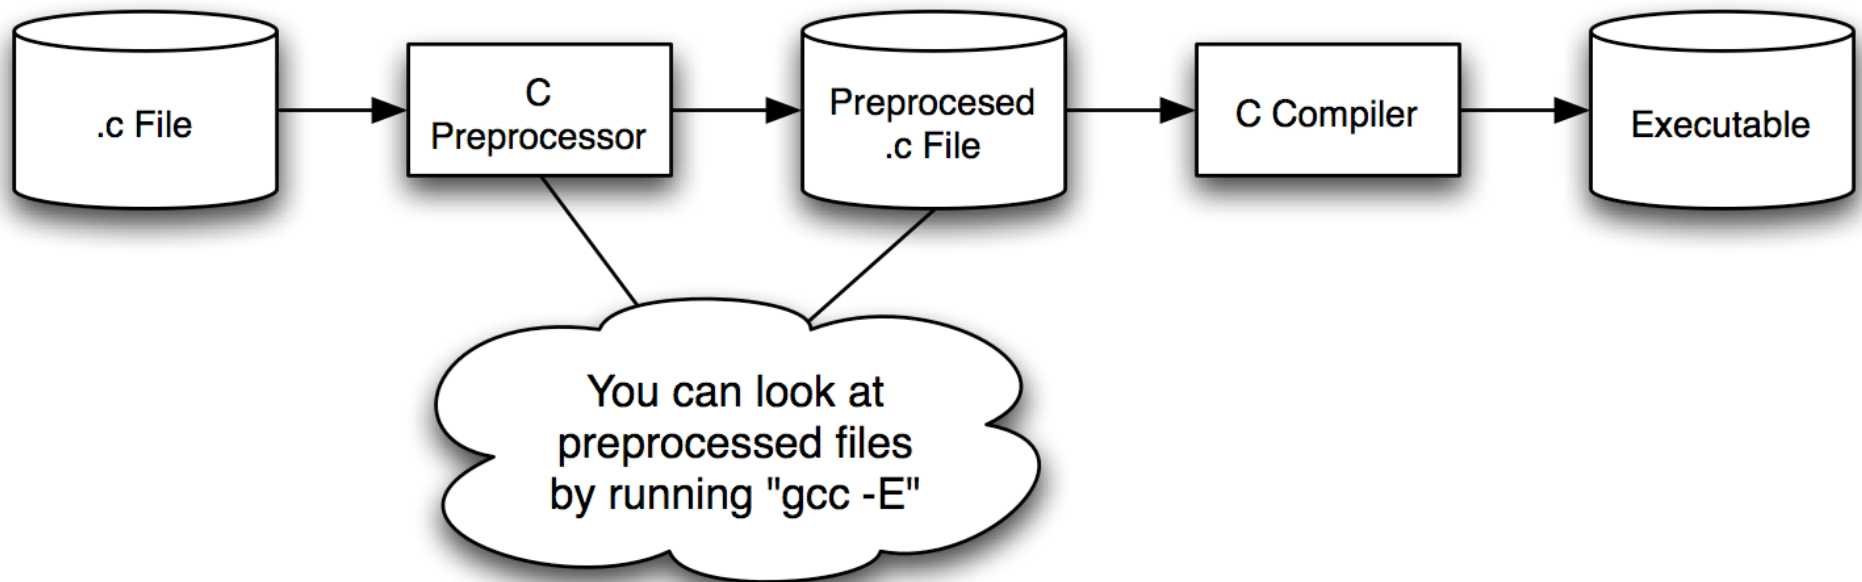 .c File
C
Preprocessor
Preprocesed
.c File
C Compiler
Executable
You can look at
preprocessed files
by running "gcc -E"